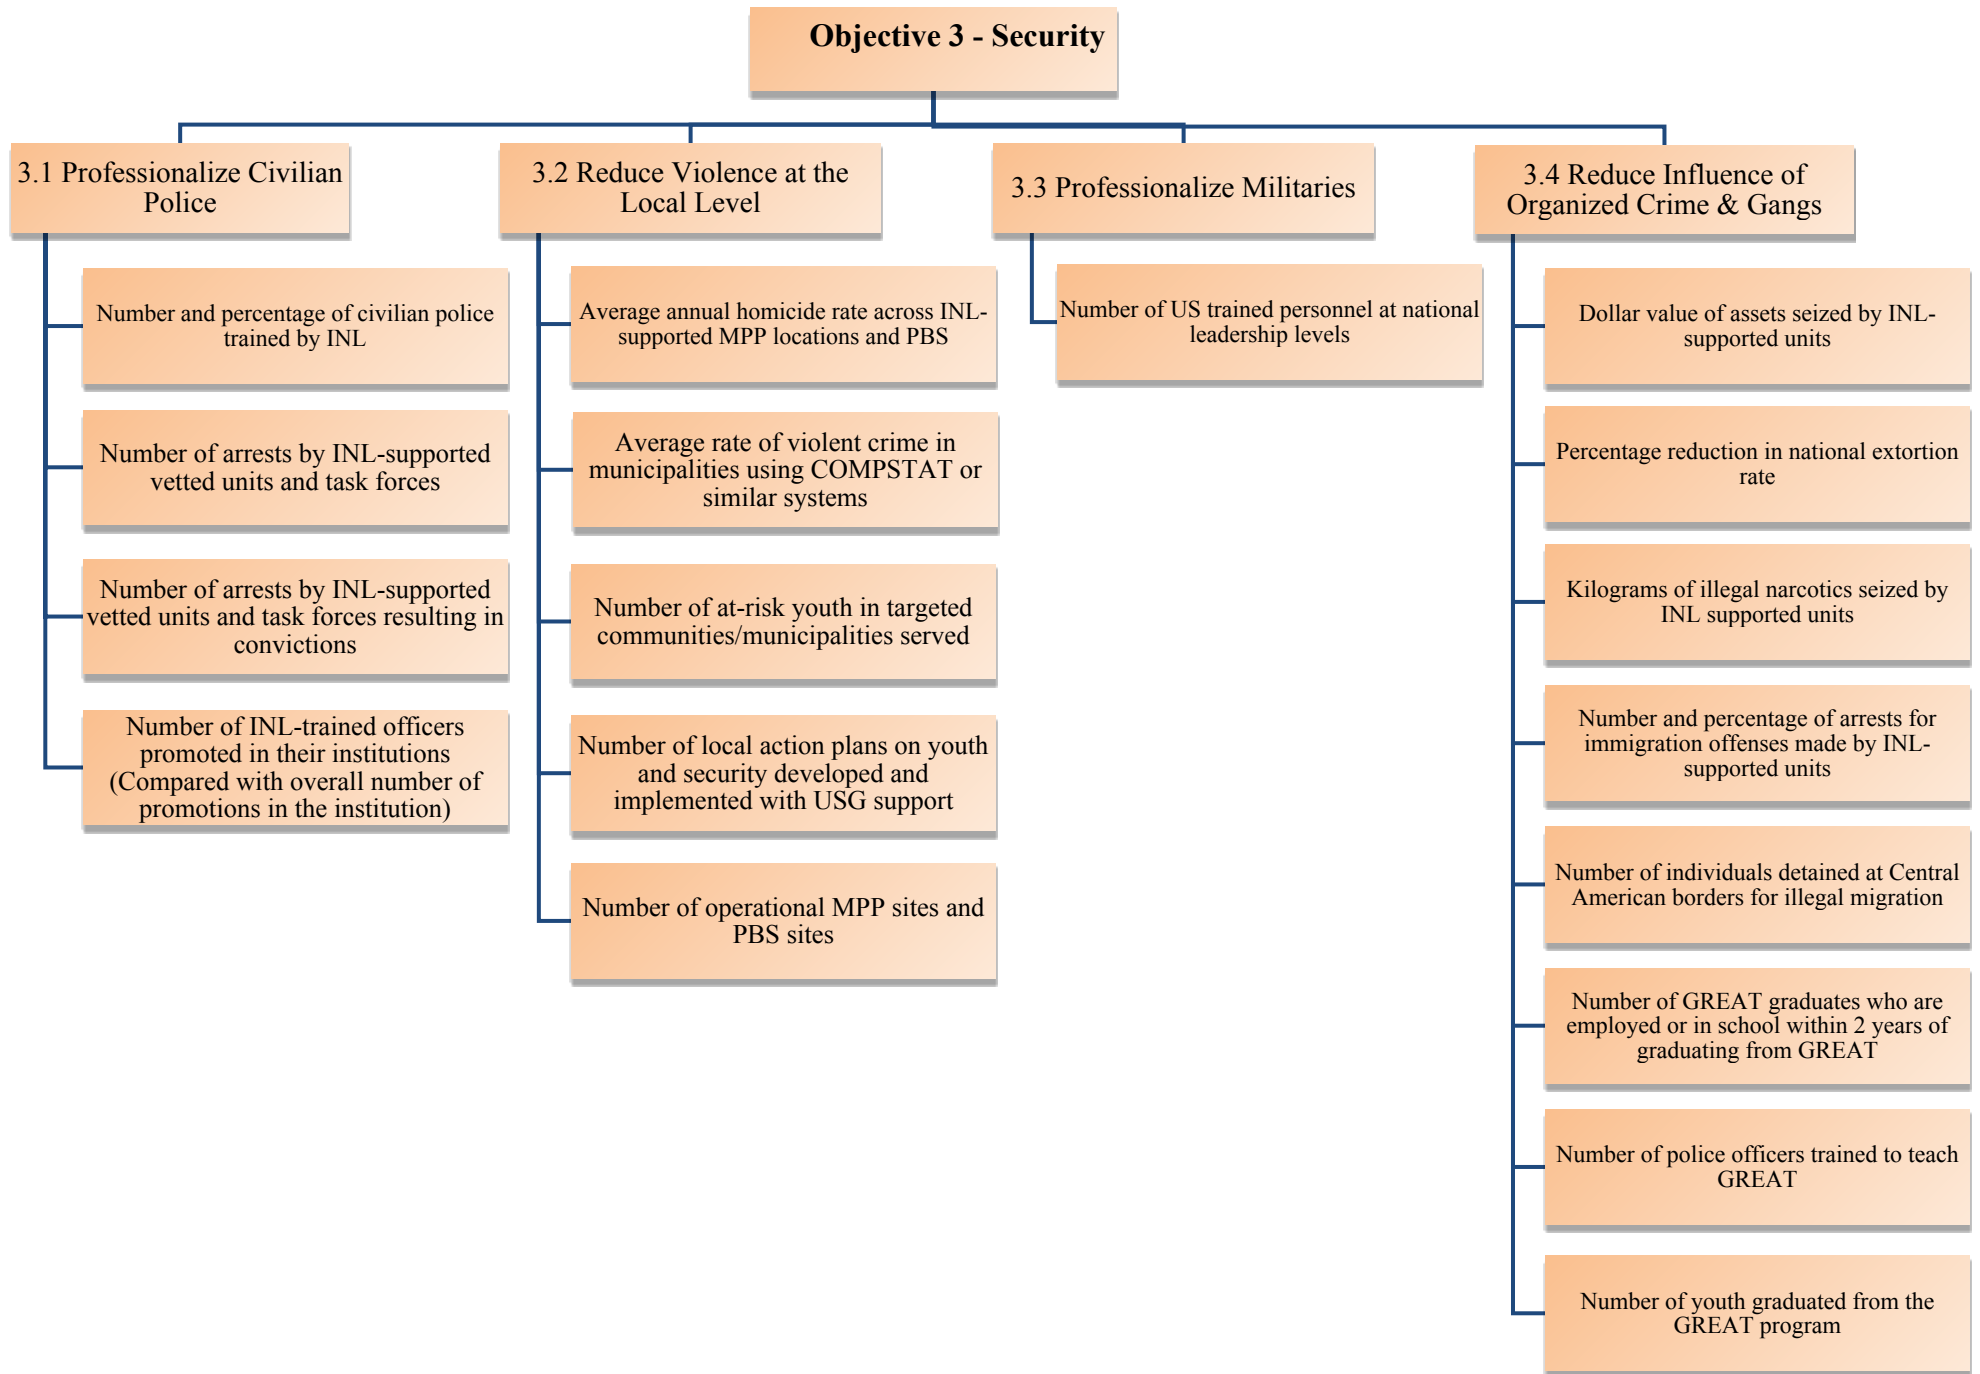 Objective 3 - Security
3.1 Professionalize Civilian
Police
Number and percentage of civilian police
trained by INL
Number of arrests by INL-supported
vetted units and task forces
Number of arrests by INL-supported
vetted units and task forces resulting in
convictions
Number of INL-trained officers
promoted in their institutions
(Compared with overall number of
promotions in the institution)
3.2 Reduce Violence at the
Local Level
Average annual homicide rate across INL-
supported MPP locations and PBS
Average rate of violent crime in
municipalities using COMPSTAT or
similar systems
Number of at-risk youth in targeted
communities/municipalities served
Number of local action plans on youth
and security developed and
implemented with USG support
Number of operational MPP sites and
PBS sites
3.3 Professionalize Militaries
Number of US trained personnel at national
leadership levels
3.4 Reduce Influence of
Organized Crime & Gangs
Dollar value of assets seized by INL-
supported units
Percentage reduction in national extortion
rate
Kilograms of illegal narcotics seized by
INL supported units
Number and percentage of arrests for
immigration offenses made by INL-
supported units
Number of individuals detained at Central
American borders for illegal migration
Number of GREAT graduates who are
employed or in school within 2 years of
graduating from GREAT
Number of police officers trained to teach
GREAT
Number of youth graduated from the
GREAT program